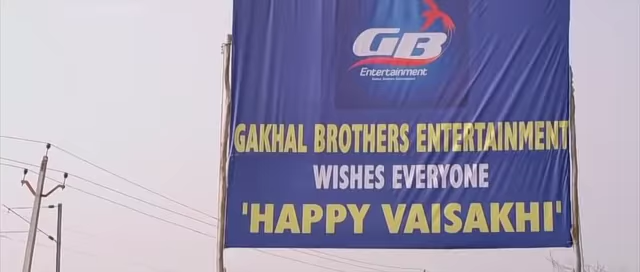 GB
Entertainment
GAKHAL BROTHERS ENTERTAINMENT
WISHES EVERYONE
'HAPPY VAISAKHI'